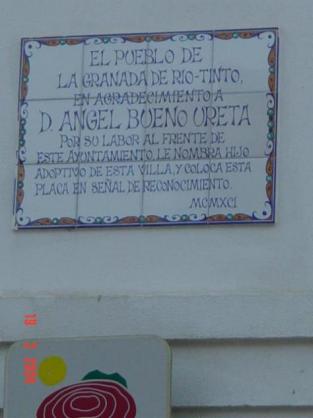 EL PUEBLO DE
LA GRANADA DE RIO-TINTO,
EN AGRADECIMIENTO A
D. ANGEL BUENO URETA
POR SU LABOR AL FRENTE DE
ESTE AYUNTAMIENTO, LE NOMBRA HIJO
ADOPTIVO DE ESTA VILLA, Y COLOCA ESTA
PLACA EN SEÑAL DE RECONOCIMIENTO.
MCMXCI